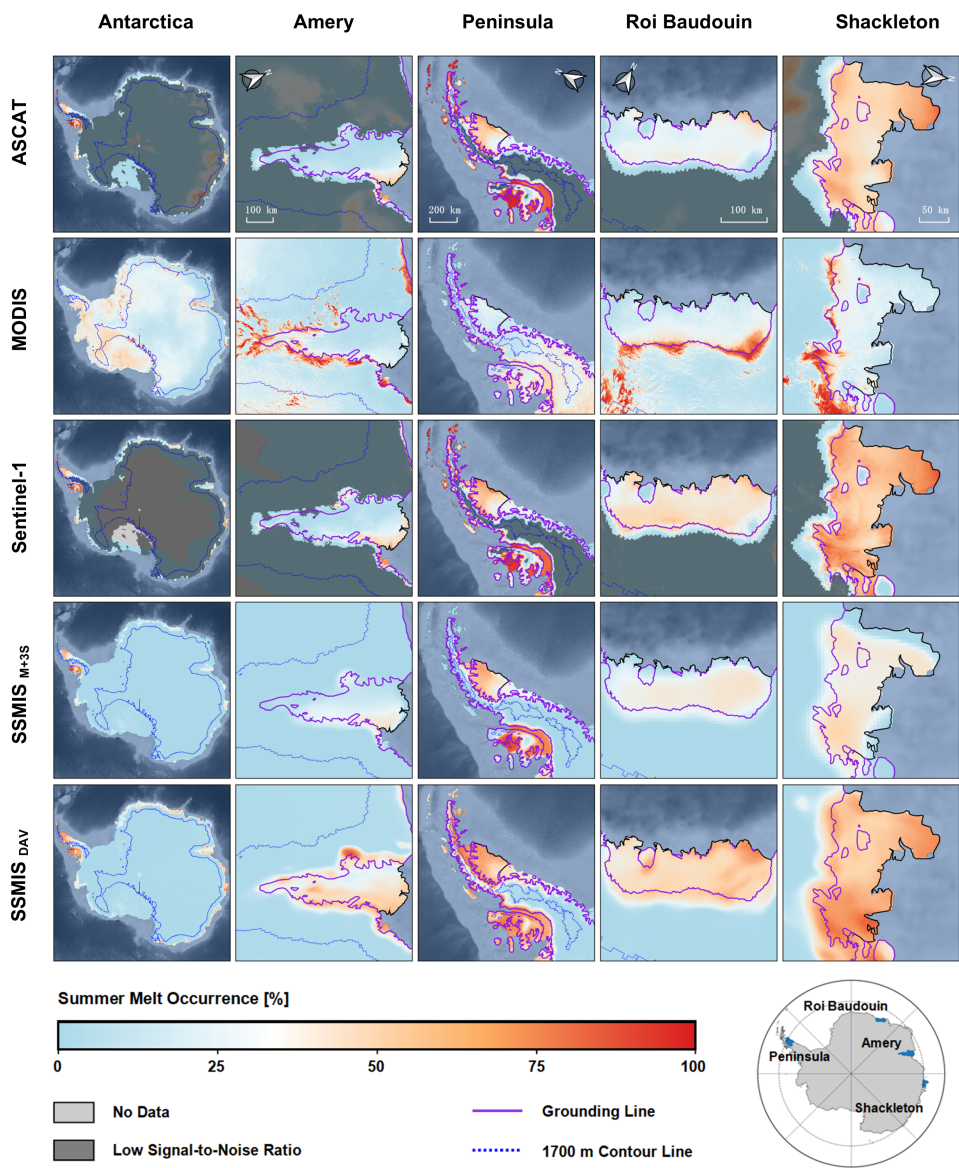 Antarctica Amery Peninsula Roi Baudouin Shackleton
ASCAT
N N N N
100 km 200 km 100 km 50 km
MODIS
Sentinel-1
SSMIS M+3S
SSMIS DAV
Summer Melt Occurrence [%]
0 25 50 75 100
No Data
Low Signal-to-Noise Ratio
Grounding Line
1700 m Contour Line
Roi Baudouin
Amery
Peninsula
Shackleton